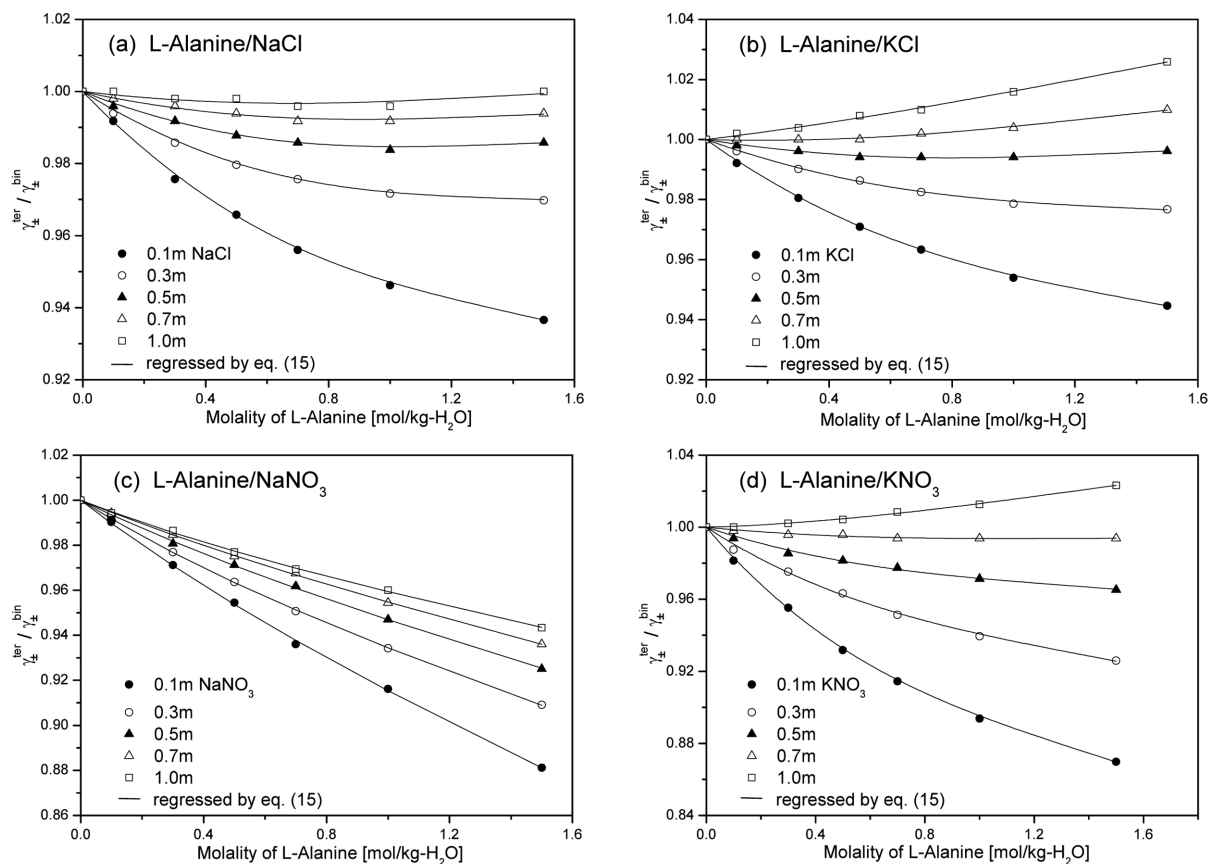 (a) L-Alanine/NaCl
1.02
1.00
0.98
0.96
0.94
0.92
γ±ter / γ±bin
0.1m NaCl
0.3m
0.5m
0.7m
1.0m
regressed by eq. (15)
0.0 0.4 0.8 1.2 1.6
Molality of L-Alanine [mol/kg-H2O]
(b) L-Alanine/KCl
1.04
1.02
1.00
0.98
0.96
0.94
0.92
γ±ter / γ±bin
0.1m KCl
0.3m
0.5m
0.7m
1.0m
regressed by eq. (15)
0.0 0.4 0.8 1.2 1.6
Molality of L-Alanine [mol/kg-H2O]
(c) L-Alanine/NaNO3
1.02
1.00
0.98
0.96
0.94
0.92
0.90
0.88
0.86
γ±ter / γ±bin
0.1m NaNO3
0.3m
0.5m
0.7m
1.0m
regressed by eq. (15)
0.0 0.4 0.8 1.2 1.6
Molality of L-Alanine [mol/kg-H2O]
(d) L-Alanine/KNO3
1.04
1.00
0.96
0.92
0.88
0.84
γ±ter / γ±bin
0.1m KNO3
0.3m
0.5m
0.7m
1.0m
regressed by eq. (15)
0.0 0.4 0.8 1.2 1.6
Molality of L-Alanine [mol/kg-H2O]